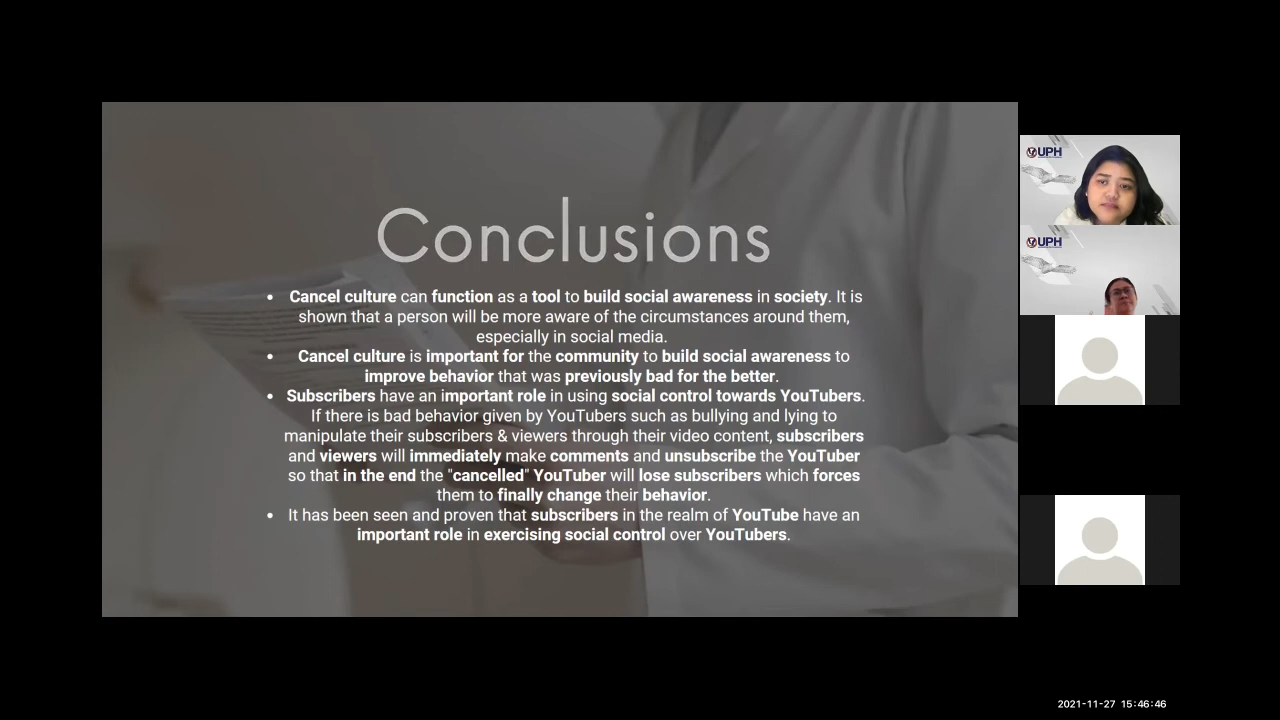 Conclusions
• Cancel culture can function as a tool to build social awareness in society. It is
shown that a person will be more aware of the circumstances around them,
especially in social media.
• Cancel culture is important for the community to build social awareness to
improve behavior that was previously bad for the better.
• Subscribers have an important role in using social control towards YouTubers.
If there is bad behavior given by YouTubers such as bullying and lying to
manipulate their subscribers & viewers through their video content, subscribers
and viewers will immediately make comments and unsubscribe the YouTuber
so that in the end the "cancelled" YouTuber will lose subscribers which forces
them to finally change their behavior.
• It has been seen and proven that subscribers in the realm of YouTube have an
important role in exercising social control over YouTubers.
UPH
UPH
2021-11-27 15:46:46